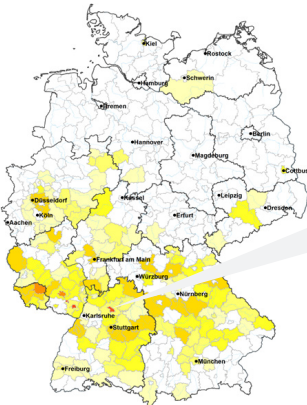 Kiel
Rostock
Schwerin
Hamburg
Bremen
Berlin
Hannover
Magdeburg
Cottbus
Düsseldorf
Kassel
Leipzig
Dresden
Köln
Aachen
Erfurt
Frankfurt am Main
Würzburg
Nürnberg
Karlsruhe
Stuttgart
München
Freiburg